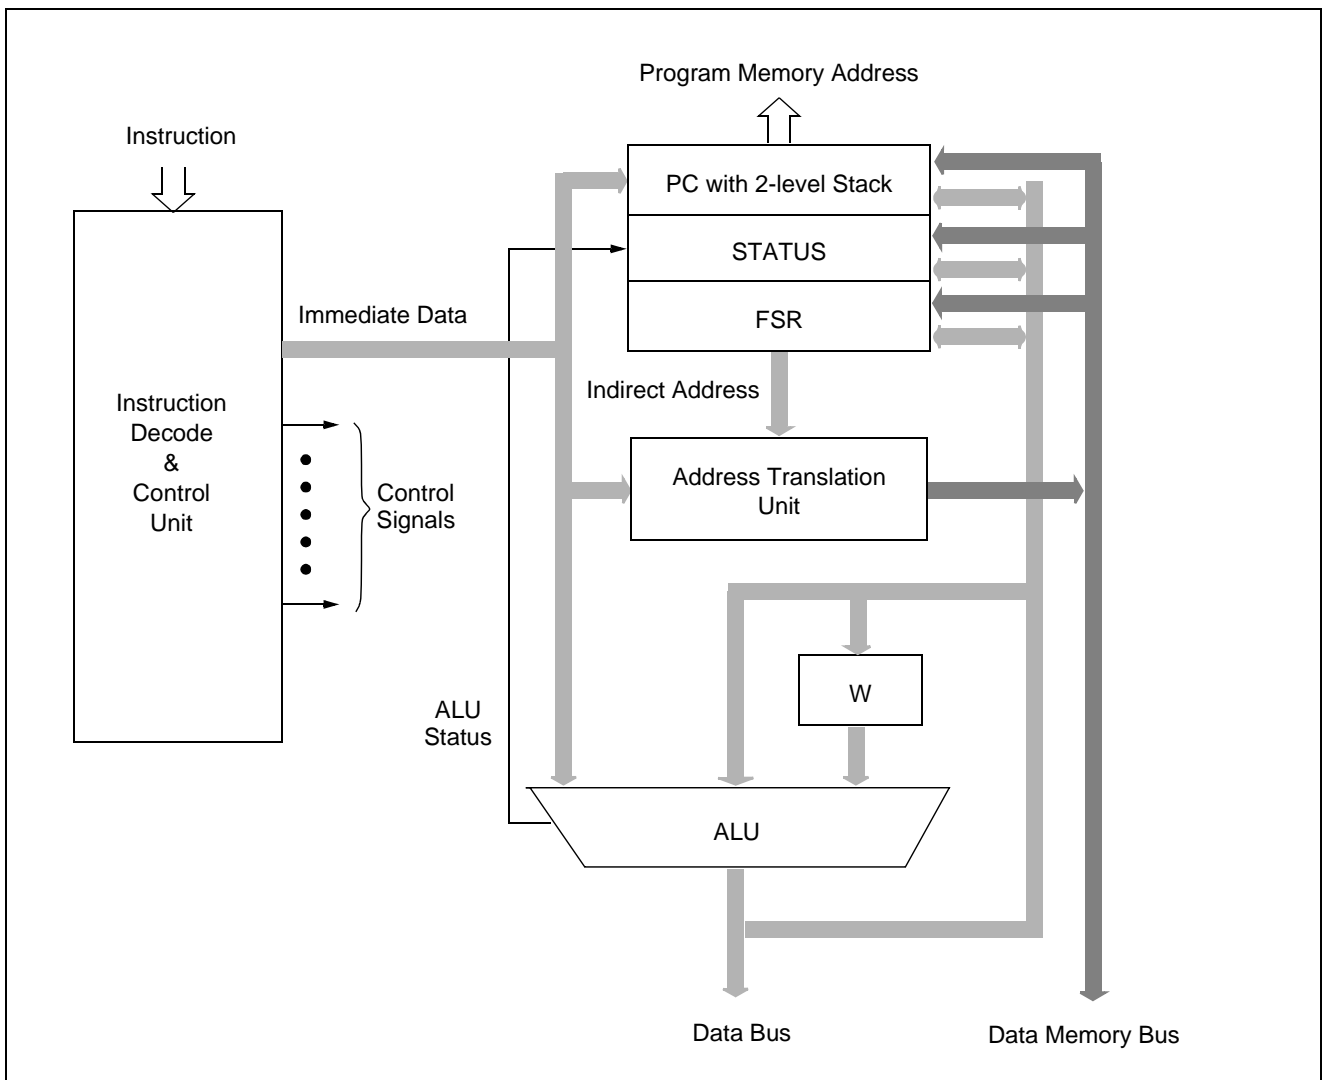 Program Memory Address
Instruction
PC with 2-level Stack
STATUS
Immediate Data
FSR
Indirect Address
Instruction
Decode
&
Control
Unit
Control
Signals
Address Translation
Unit
W
ALU
Status
ALU
Data Bus
Data Memory Bus